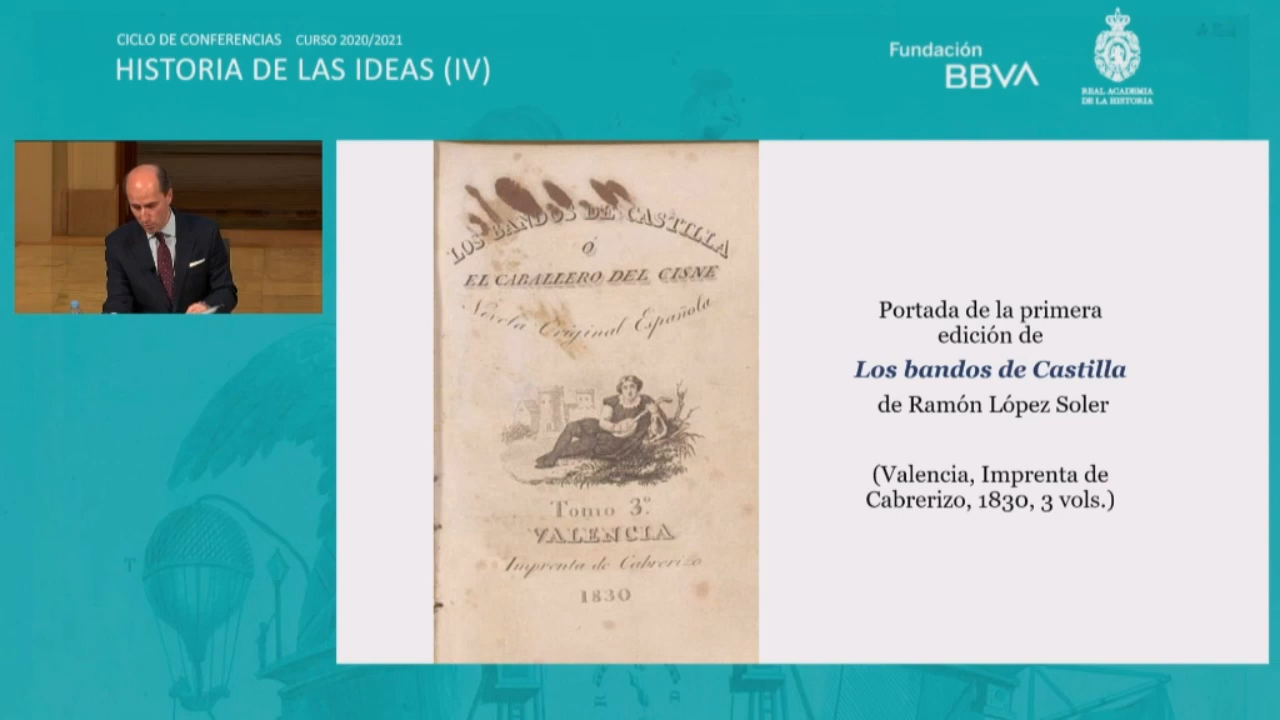 CICLO DE CONFERENCIAS CURSO 2020/2021
HISTORIA DE LAS IDEAS (IV)
Fundación
BBVA
REAL ACADEMIA
DE LA HISTORIA
LOS BANDOS DE CASTILLA
Ó
EL CABALLERO DEL CISNE
Novela Original Española
Tomo 3.º
VALENCIA
Imprenta de Cabrerizo
1830
Portada de la primera
edición de
Los bandos de Castilla
de Ramón López Soler
(Valencia, Imprenta de
Cabrerizo, 1830, 3 vols.)
T